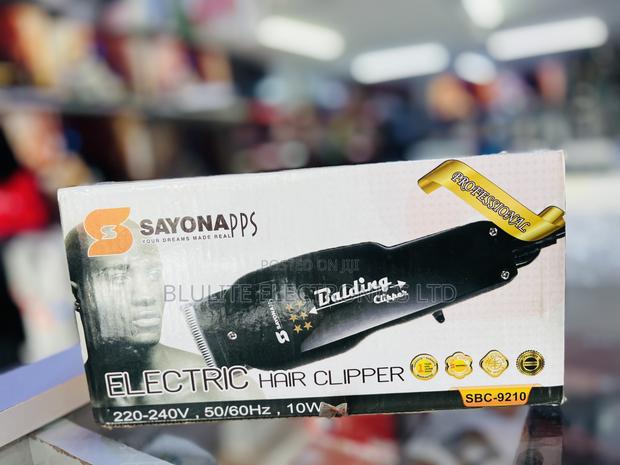 PROFESSIONAL
SAYONAPPS
YOUR DREAMS MADE REAL
POSTED ON JIJI
BLULITE ELECTRONICS LTD
Balding
Clipper
SAYONAPPS
ELECTRIC HAIR CLIPPER
220-240V , 50/60Hz , 10W
SBC-9210